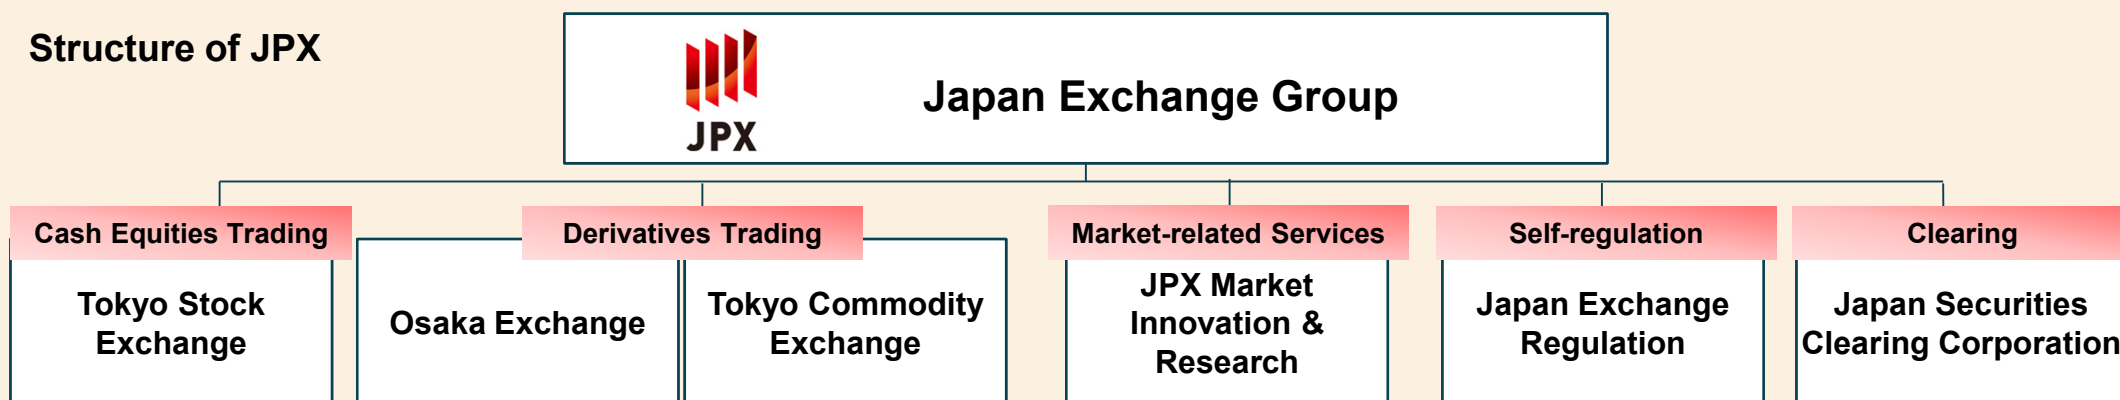 Structure of JPX
JPX
Japan Exchange Group
Cash Equities Trading
Derivatives Trading
Market-related Services
Self-regulation
Clearing
Tokyo Stock
Exchange
Osaka Exchange
Tokyo Commodity
Exchange
JPX Market
Innovation &
Research
Japan Exchange
Regulation
Japan Securities
Clearing Corporation